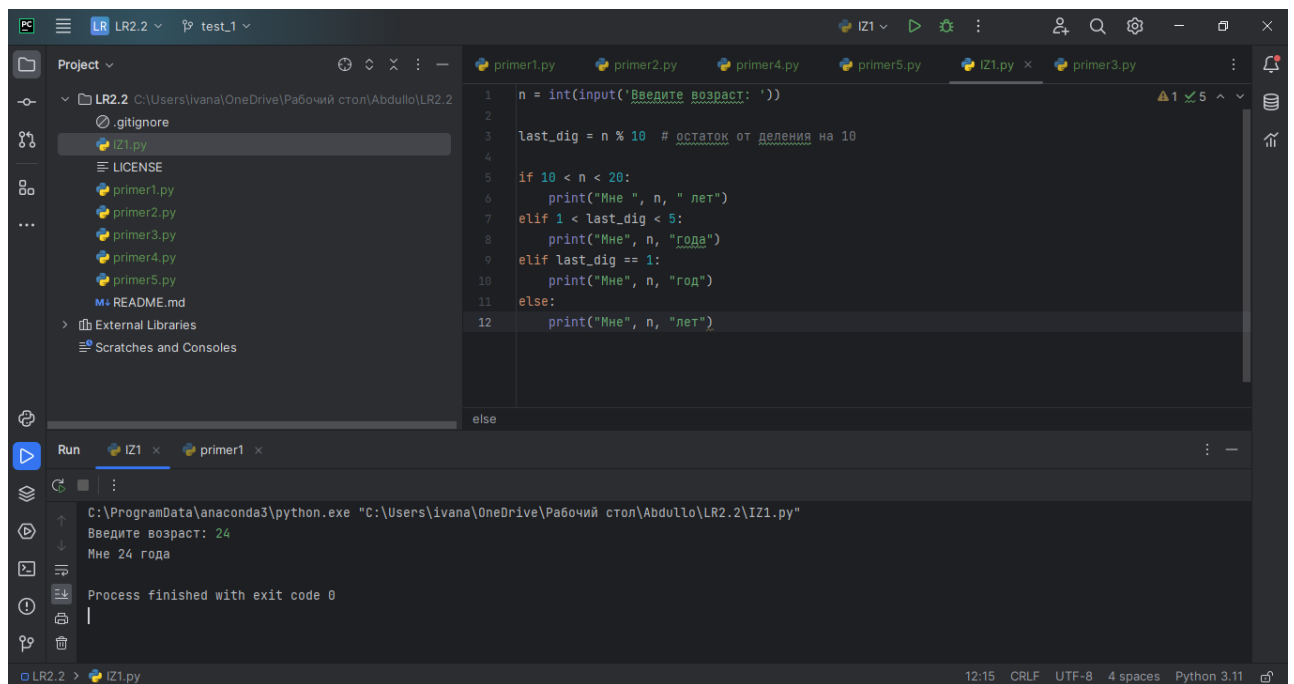 PC LR LR2.2 test_1 IZ1
Project
primer1.py primer2.py primer4.py primer5.py IZ1.py primer3.py
LR2.2 C:\Users\ivana\OneDrive\Рабочий стол\Abdullo\LR2.2
.gitignore
IZ1.py
LICENSE
primer1.py
primer2.py
primer3.py
primer4.py
primer5.py
M↓ README.md
External Libraries
Scratches and Consoles
1 n = int(input('Введите возраст: '))
1 5
2
3 last_dig = n % 10 # остаток от деления на 10
4
5 if 10 < n < 20:
6 print("Мне ", n, " лет")
7 elif 1 < last_dig < 5:
8 print("Мне", n, "года")
9 elif last_dig == 1:
10 print("Мне", n, "год")
11 else:
12 print("Мне", n, "лет")
else
Run IZ1 primer1
C:\ProgramData\anaconda3\python.exe "C:\Users\ivana\OneDrive\Рабочий стол\Abdullo\LR2.2\IZ1.py"
Введите возраст: 24
Мне 24 года
Process finished with exit code 0
LR2.2 > IZ1.py 12:15 CRLF UTF-8 4 spaces Python 3.11